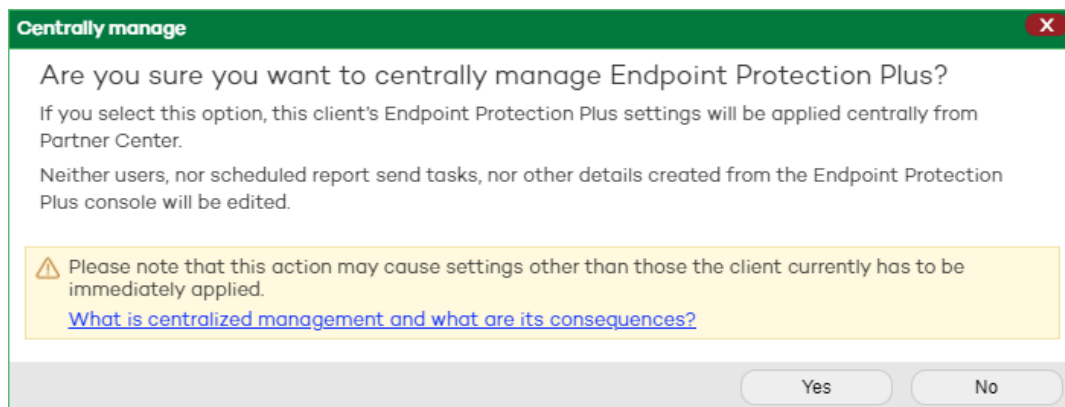 Centrally manage
X
Are you sure you want to centrally manage Endpoint Protection Plus?
If you select this option, this client's Endpoint Protection Plus settings will be applied centrally from
Partner Center.
Neither users, nor scheduled report send tasks, nor other details created from the Endpoint Protection
Plus console will be edited.
Please note that this action may cause settings other than those the client currently has to be
immediately applied.
What is centralized management and what are its consequences?
Yes
No